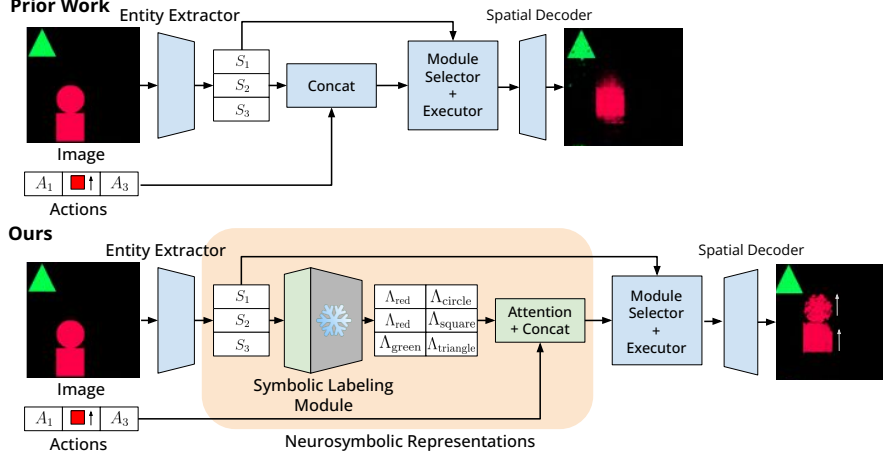 Prior Work
Entity Extractor
Spatial Decoder
S₁
S₂
S₃
Concat
Module
Selector
+
Executor
Image
A₁ ↑ A₃
Actions
Ours
Entity Extractor
Spatial Decoder
S₁
S₂
S₃
Λred Λcircle
Λred Λsquare
Λgreen Λtriangle
Attention
+ Concat
Module
Selector
+
Executor
Image
Symbolic Labeling
Module
A₁ ↑ A₃
Actions
Neurosymbolic Representations